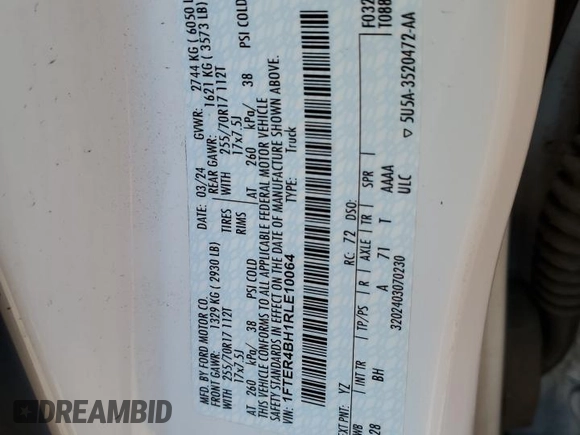 MFD. BY FORD MOTOR CO.
DATE: 03/24 GVWR: 2744 KG ( 6050 L
FRONT GAWR: 1329 KG ( 2930 LB) REAR GAWR: 1621 KG ( 3573 LB)
WITH 255/70R17 112T TIRES WITH 255/70R17 112T
17x7.5J RIMS 17x7.5J
AT 260 kPa/ 38 PSI COLD AT 260 kPa/ 38 PSI COLD
THIS VEHICLE CONFORMS TO ALL APPLICABLE FEDERAL MOTOR VEHICLE
SAFETY STANDARDS IN EFFECT ON THE DATE OF MANUFACTURE SHOWN ABOVE.
VIN: 1FTER4BH1RLE10064 TYPE: Truck
F032
T088
EXT PNT: YZ RC: 72 DSO:
WB INT TR TP/PS R AXLE TR SPR
28 BH A 71 T AAAA
3202403070230 ULC
▽ 5U5A-3520472-AA
DREAMBID